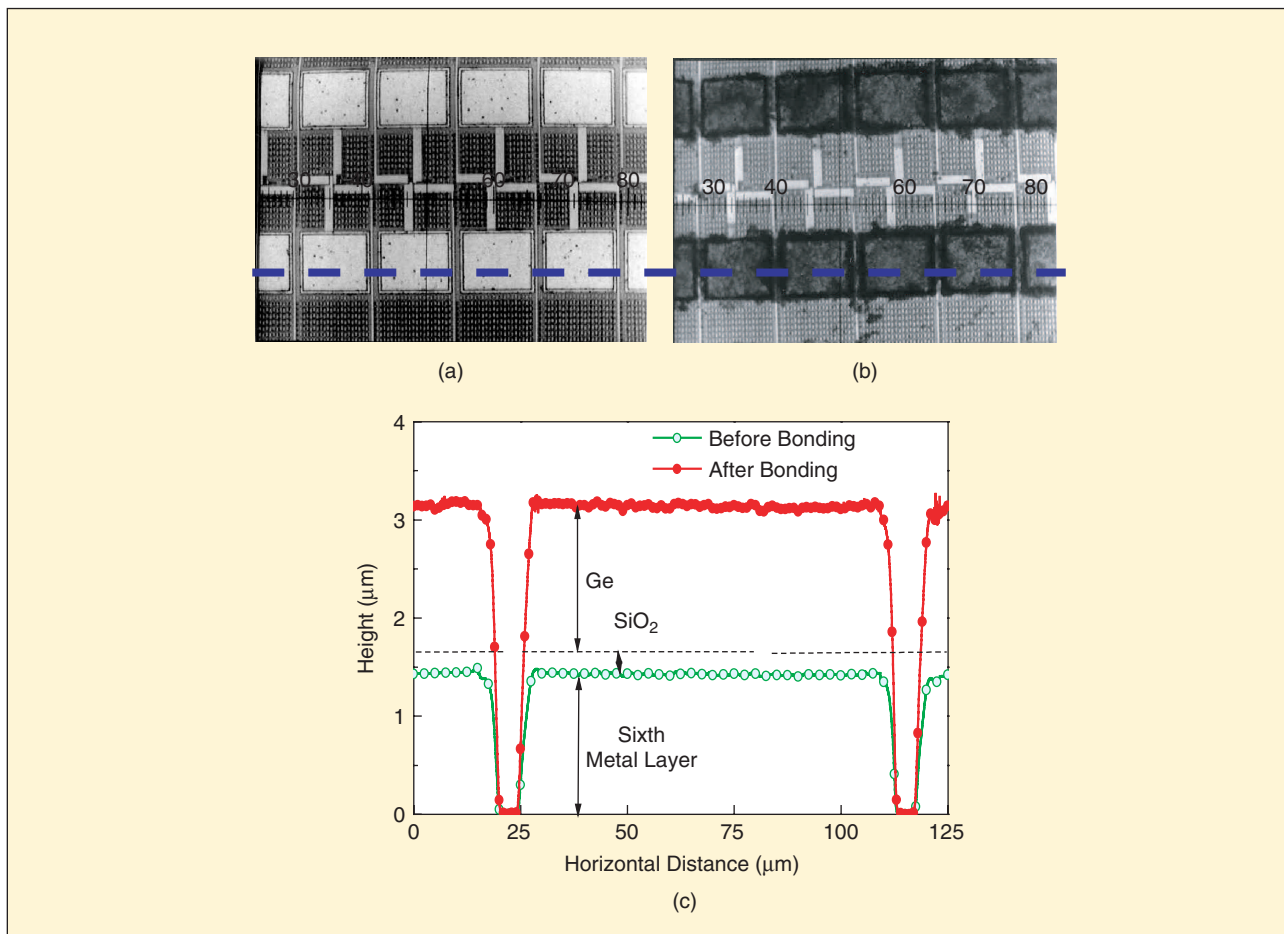 30 40 60 70 80
30 40 60 70 80
(a)
(b)
4
3
2
1
0
Height (μm)
Before Bonding
After Bonding
Ge
SiO2
Sixth
Metal Layer
0 25 50 75 100 125
Horizontal Distance (μm)
(c)